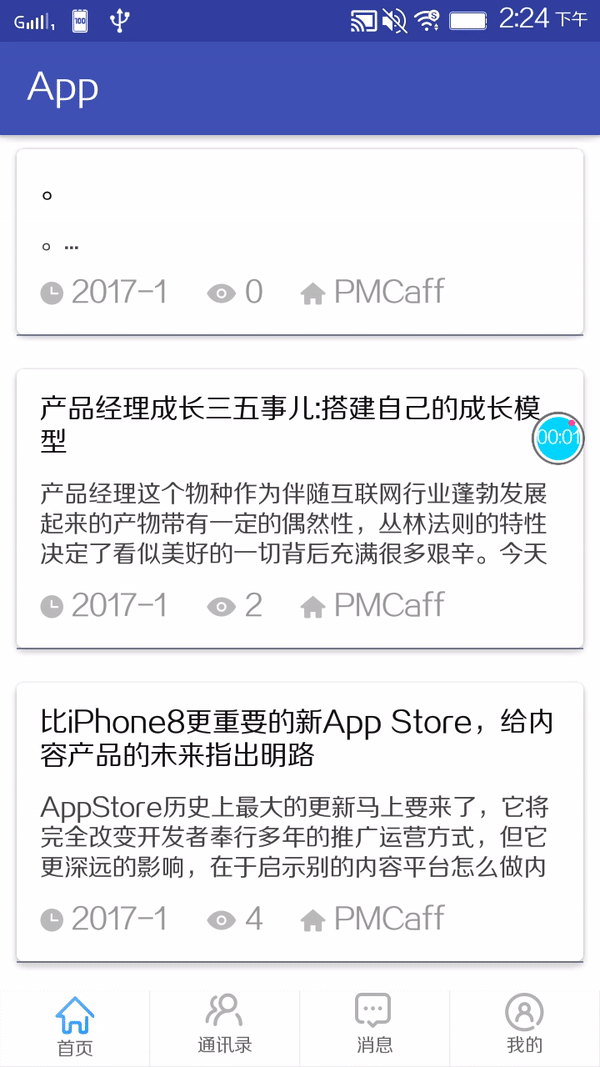 G 1 100 2:24 下午
App
。
。...
2017-1 0 PMCaff
产品经理成长三五事儿:搭建自己的成长模
型
00:01
产品经理这个物种作为伴随互联网行业蓬勃发展
起来的产物带有一定的偶然性，丛林法则的特性
决定了看似美好的一切背后充满很多艰辛。今天
2017-1 2 PMCaff
比iPhone8更重要的新App Store，给内
容产品的未来指出明路
AppStore历史上最大的更新马上要来了，它将
完全改变开发者奉行多年的推广运营方式，但它
更深远的影响，在于启示别的内容平台怎么做内
2017-1 4 PMCaff
首页 通讯录 消息 我的